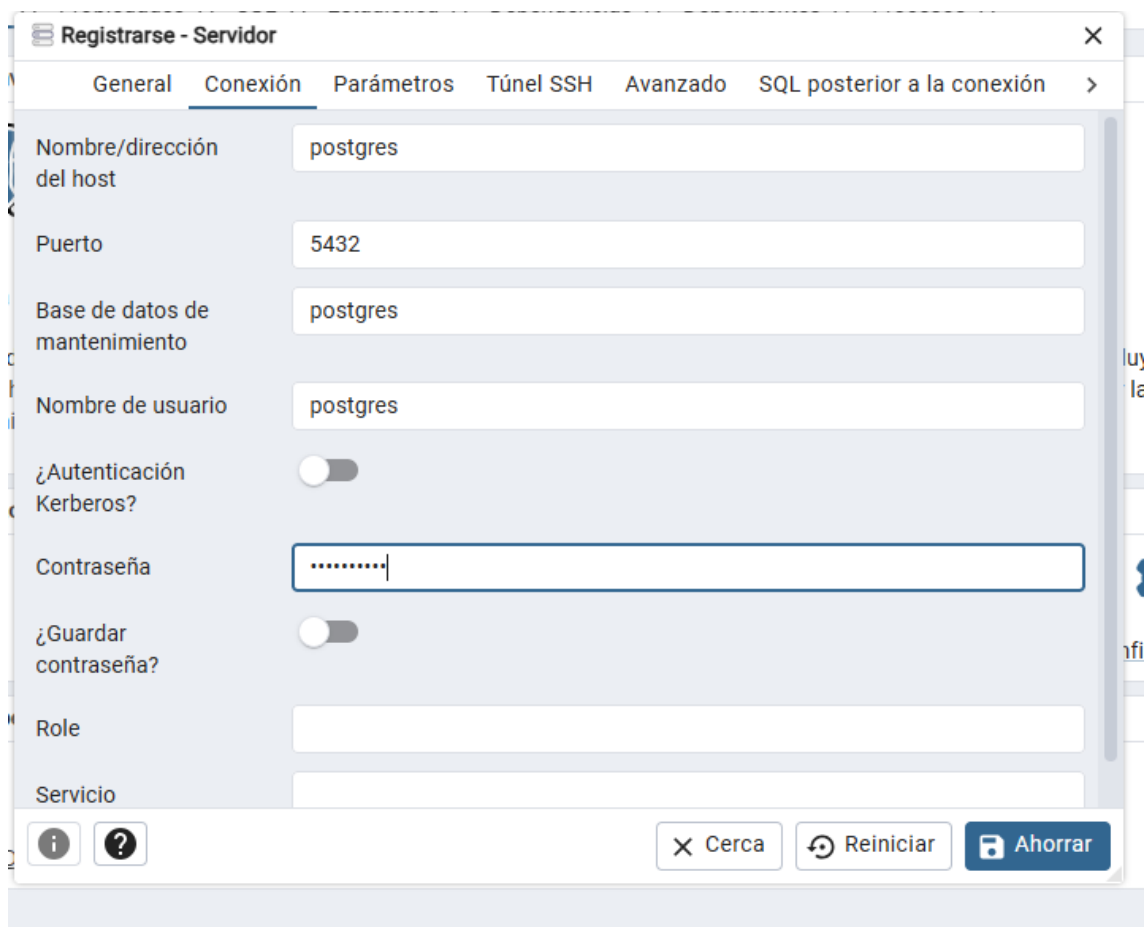 Registrarse - Servidor
General Conexión Parámetros Túnel SSH Avanzado SQL posterior a la conexión
Nombre/dirección
del host
postgres
Puerto
5432
Base de datos de
mantenimiento
postgres
Nombre de usuario
postgres
¿Autenticación
Kerberos?
Contraseña
••••••••••
¿Guardar
contraseña?
Role
Servicio
Cerca Reiniciar Ahorrar